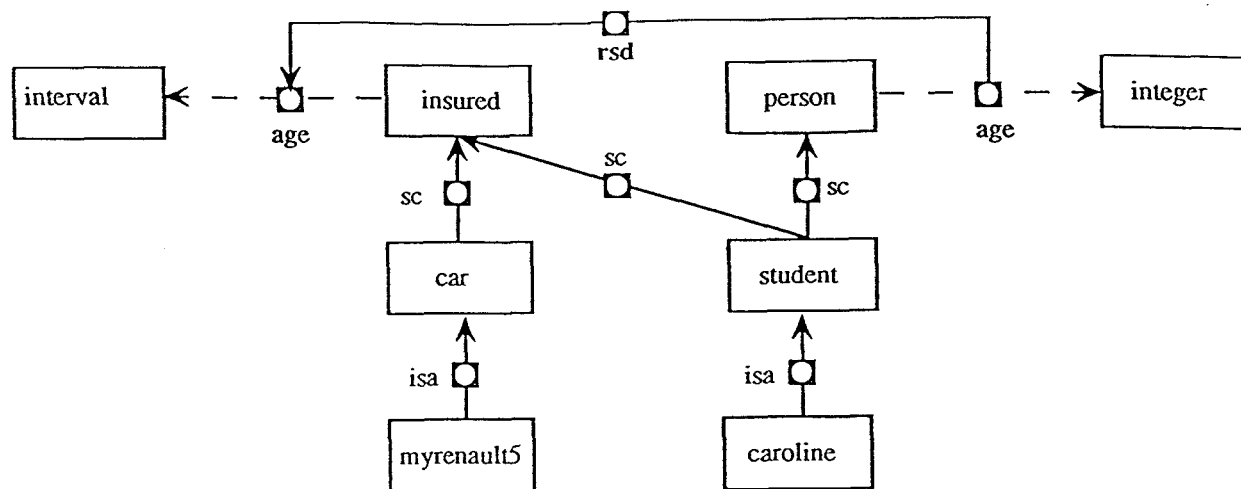 rsd
interval
insured
person
integer
age
age
sc
sc
sc
car
student
isa
isa
myrenault5
caroline